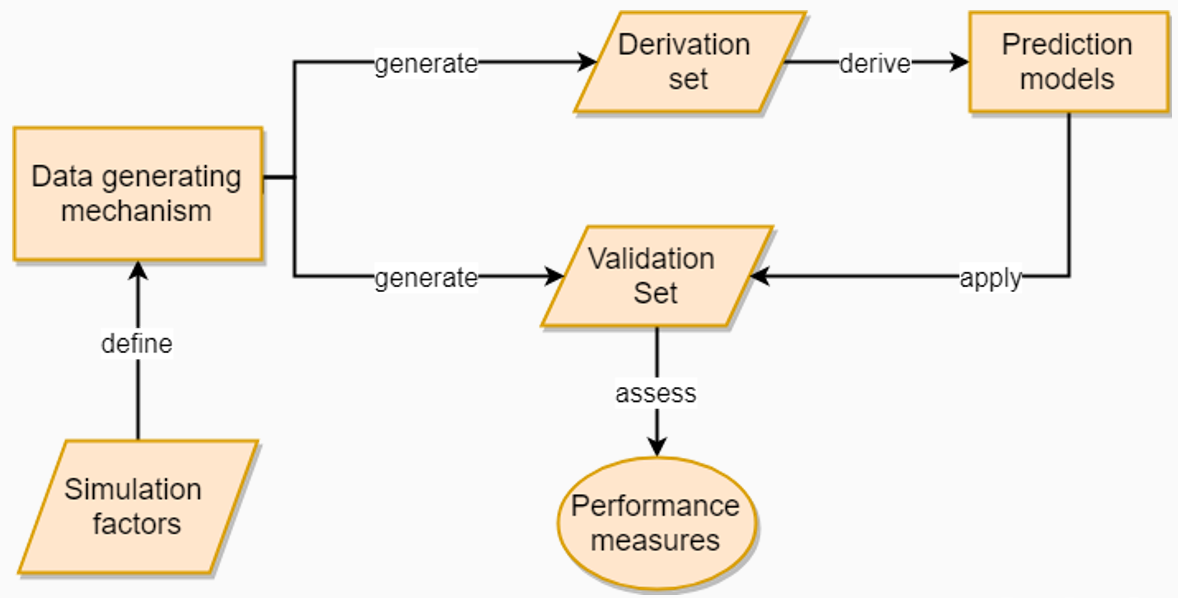 Derivation
set
Prediction
models
generate
derive
Data generating
mechanism
Validation
Set
generate
apply
define
assess
Simulation
factors
Performance
measures